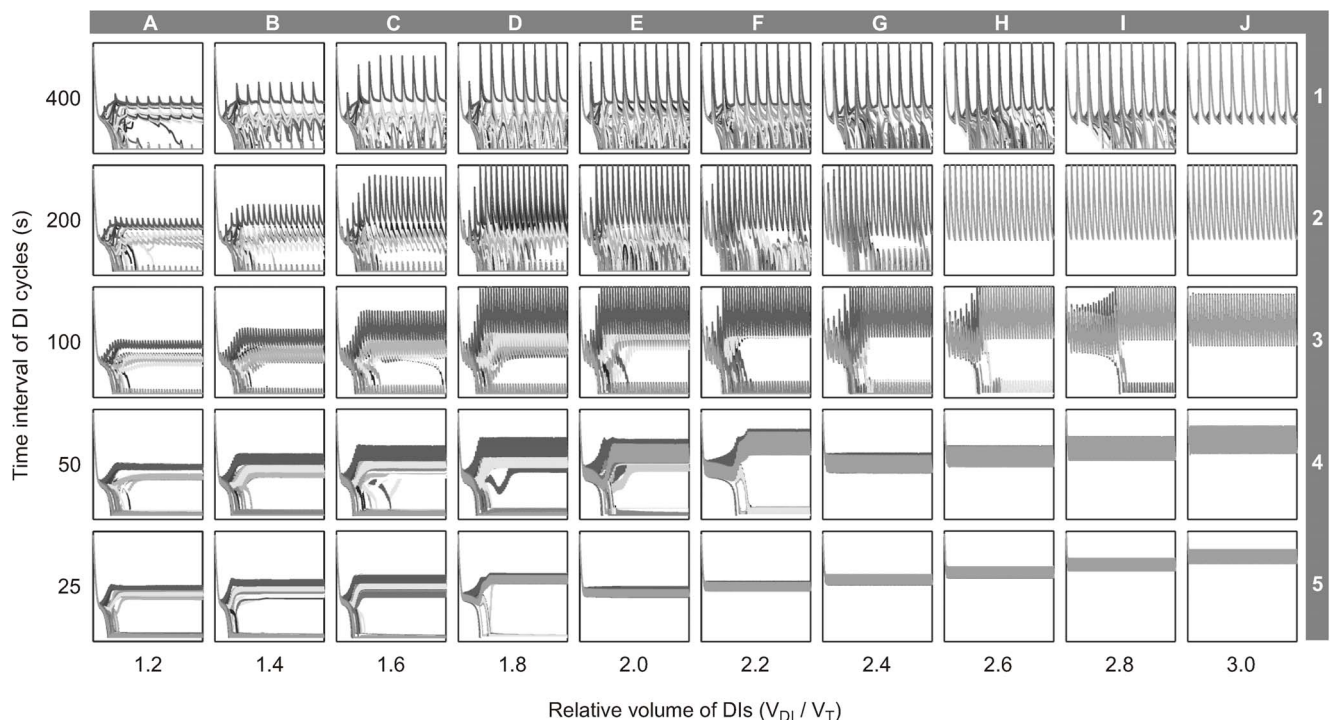 A B C D E F G H I J
400 1
200 2
100 3
50 4
25 5
Time interval of DI cycles (s)
1.2 1.4 1.6 1.8 2.0 2.2 2.4 2.6 2.8 3.0
Relative volume of DIs (V_DI / V_T)